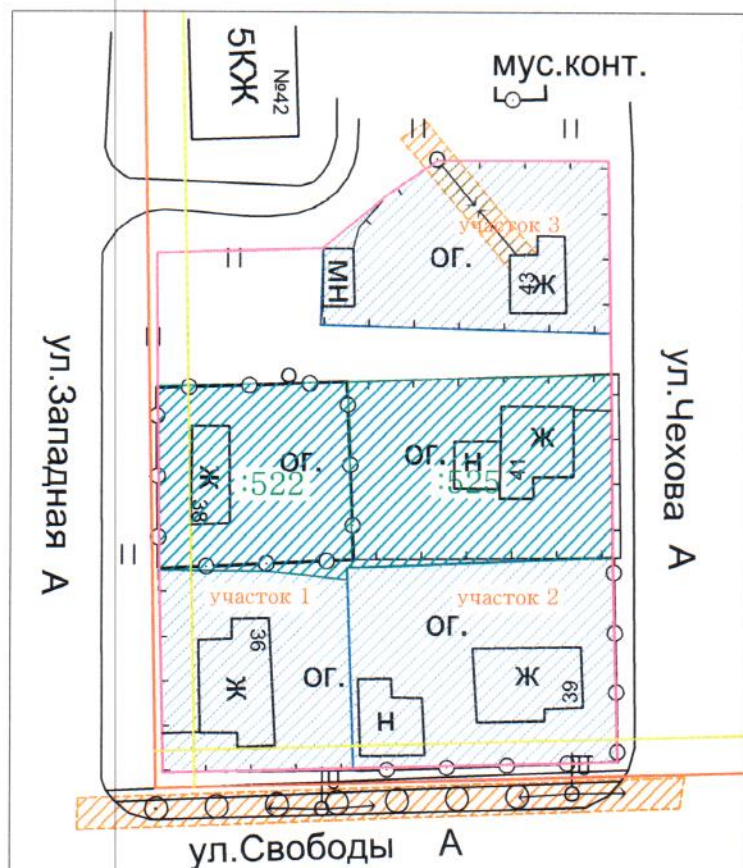 5КЖ
№42
мус.конт.
участок 3
ог.
МН
43
Ж
ул.Западная А
ул.Чехова А
ог.
Ж
38
:522
ог.
Н
41
Ж
:525
участок 1
участок 2
36
Ж
ог.
ог.
Н
Ж
39
ул.Свободы А